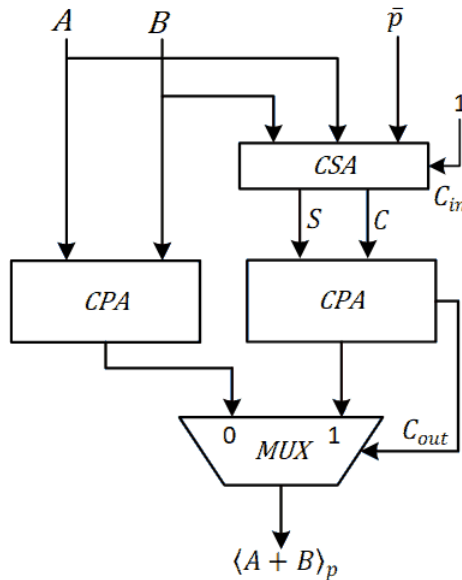 A B p̄
1
CSA
C_in
S C
CPA CPA
0 1
MUX C_out
⟨A + B⟩_p